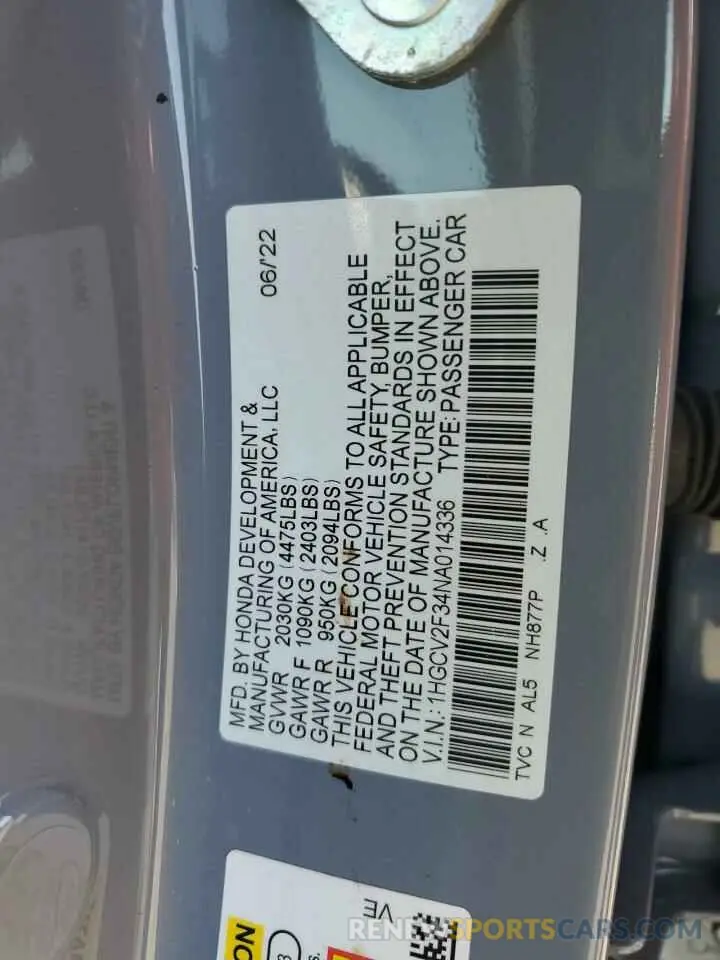 MFD. BY HONDA DEVELOPMENT &
MANUFACTURING OF AMERICA, LLC 06/'22
GVWR 2030KG (4475LBS)
GAWR F 1090KG (2403LBS)
GAWR R 950KG (2094LBS)
THIS VEHICLE CONFORMS TO ALL APPLICABLE
FEDERAL MOTOR VEHICLE SAFETY, BUMPER,
AND THEFT PREVENTION STANDARDS IN EFFECT
ON THE DATE OF MANUFACTURE SHOWN ABOVE.
V.I.N.: 1HGCV2F34NA014336 TYPE: PASSENGER CAR
TVC N AL5 NH877P .Z .A
VE
RENEWSPORTSCARS.COM